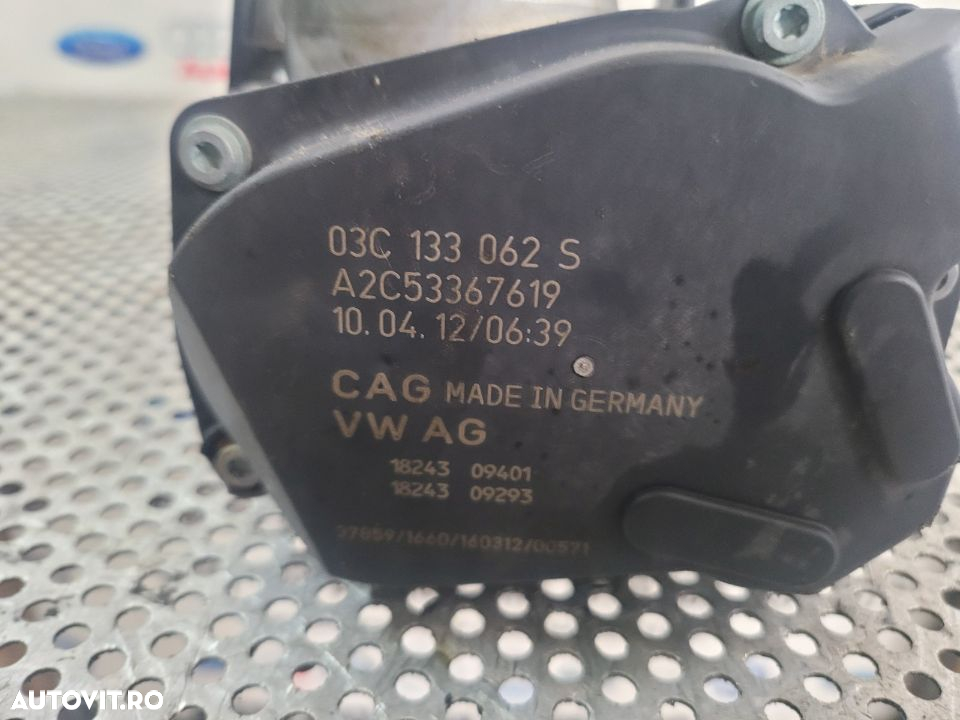 Ford
03C 133 062 S
A2C53367619
10.04.12/06:39
CAG MADE IN GERMANY
VW AG
18243 09401
18243 09293
37859/1660/160312/00571
AUTOVIT.RO